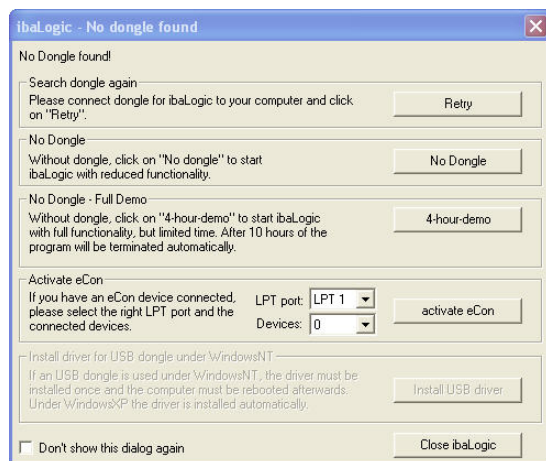 ibaLogic - No dongle found
No Dongle found!
Search dongle again
Please connect dongle for ibaLogic to your computer and click
on "Retry".
Retry
No Dongle
Without dongle, click on "No dongle" to start
ibaLogic with reduced functionality.
No Dongle
No Dongle - Full Demo
Without dongle, click on "4-hour-demo" to start ibaLogic
with full functionality, but limited time. After 10 hours of the
program will be terminated automatically.
4-hour-demo
Activate eCon
If you have an eCon device connected,
please select the right LPT port and the
connected devices.
LPT port: LPT 1
Devices: 0
activate eCon
Install driver for USB dongle under WindowsNT
If an USB dongle is used under WindowsNT, the driver must be
installed once and the computer must be rebooted afterwards.
Under WindowsXP the driver is installed automatically.
Install USB driver
Don't show this dialog again
Close ibaLogic